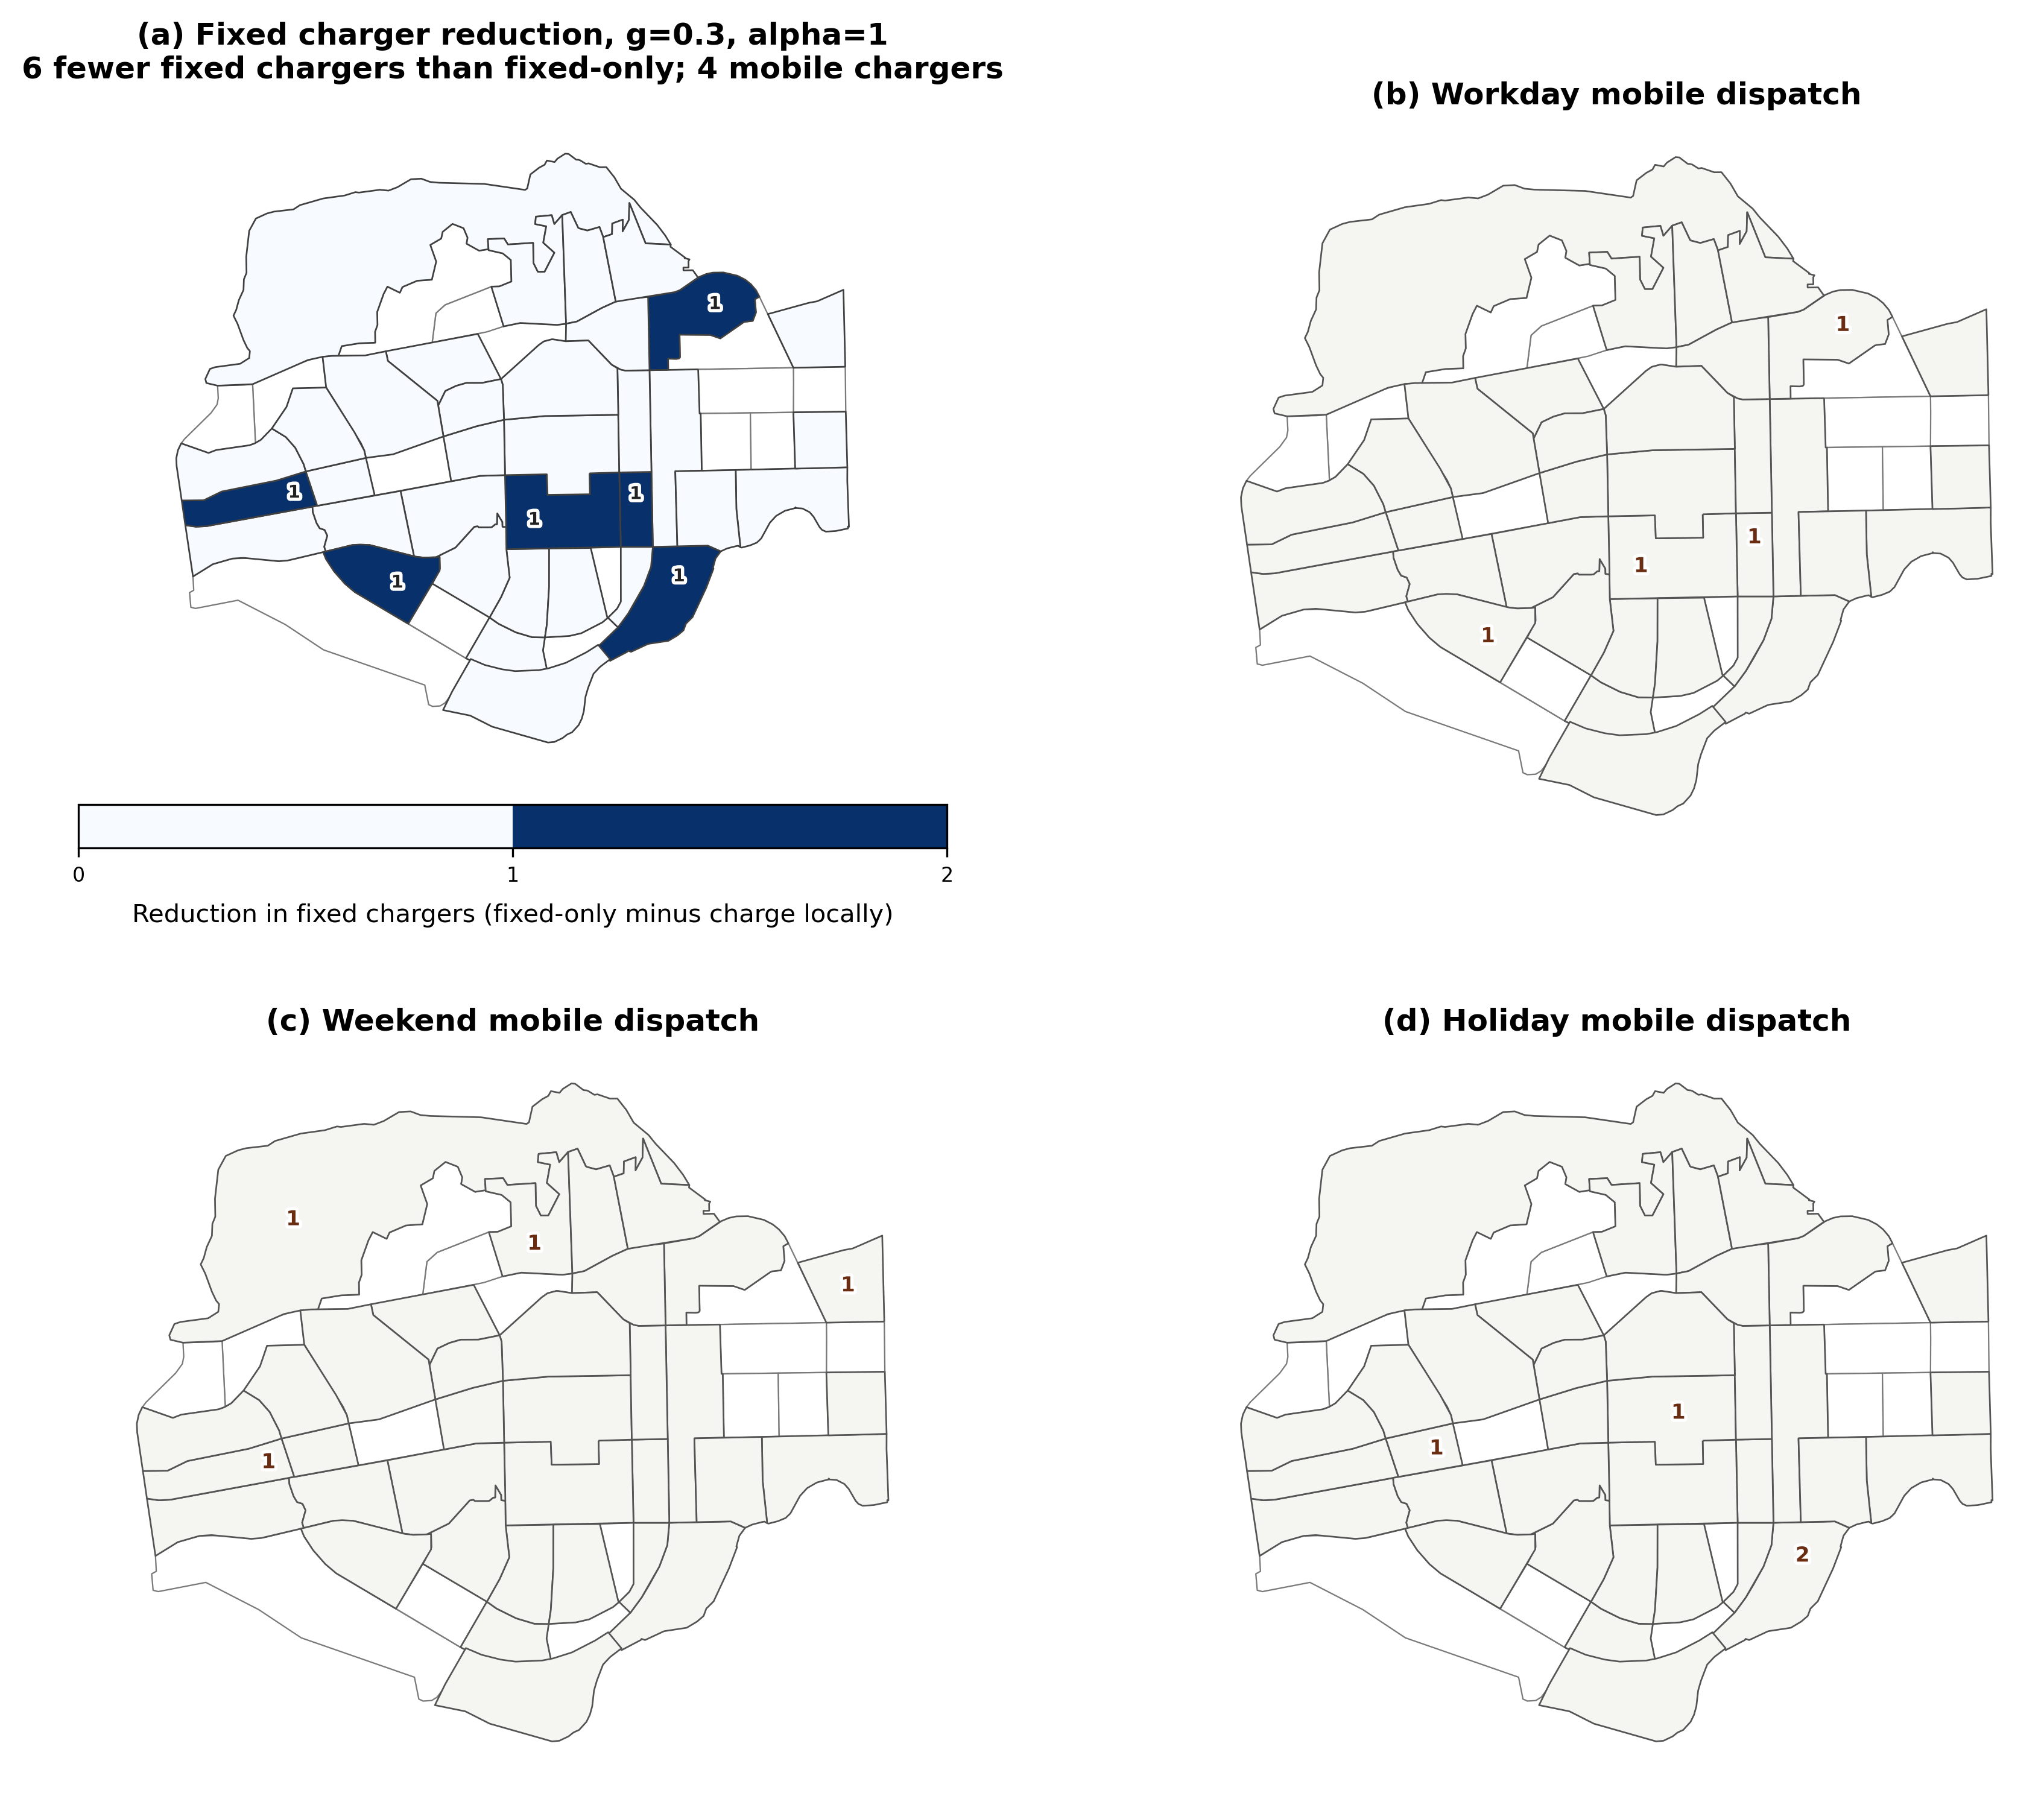 (a) Fixed charger reduction, g=0.3, alpha=1
6 fewer fixed chargers than fixed-only; 4 mobile chargers
1
1
1
1
1
1
0 1 2
Reduction in fixed chargers (fixed-only minus charge locally)
(b) Workday mobile dispatch
1
1
1
1
(c) Weekend mobile dispatch
1
1
1
1
(d) Holiday mobile dispatch
1
1
2